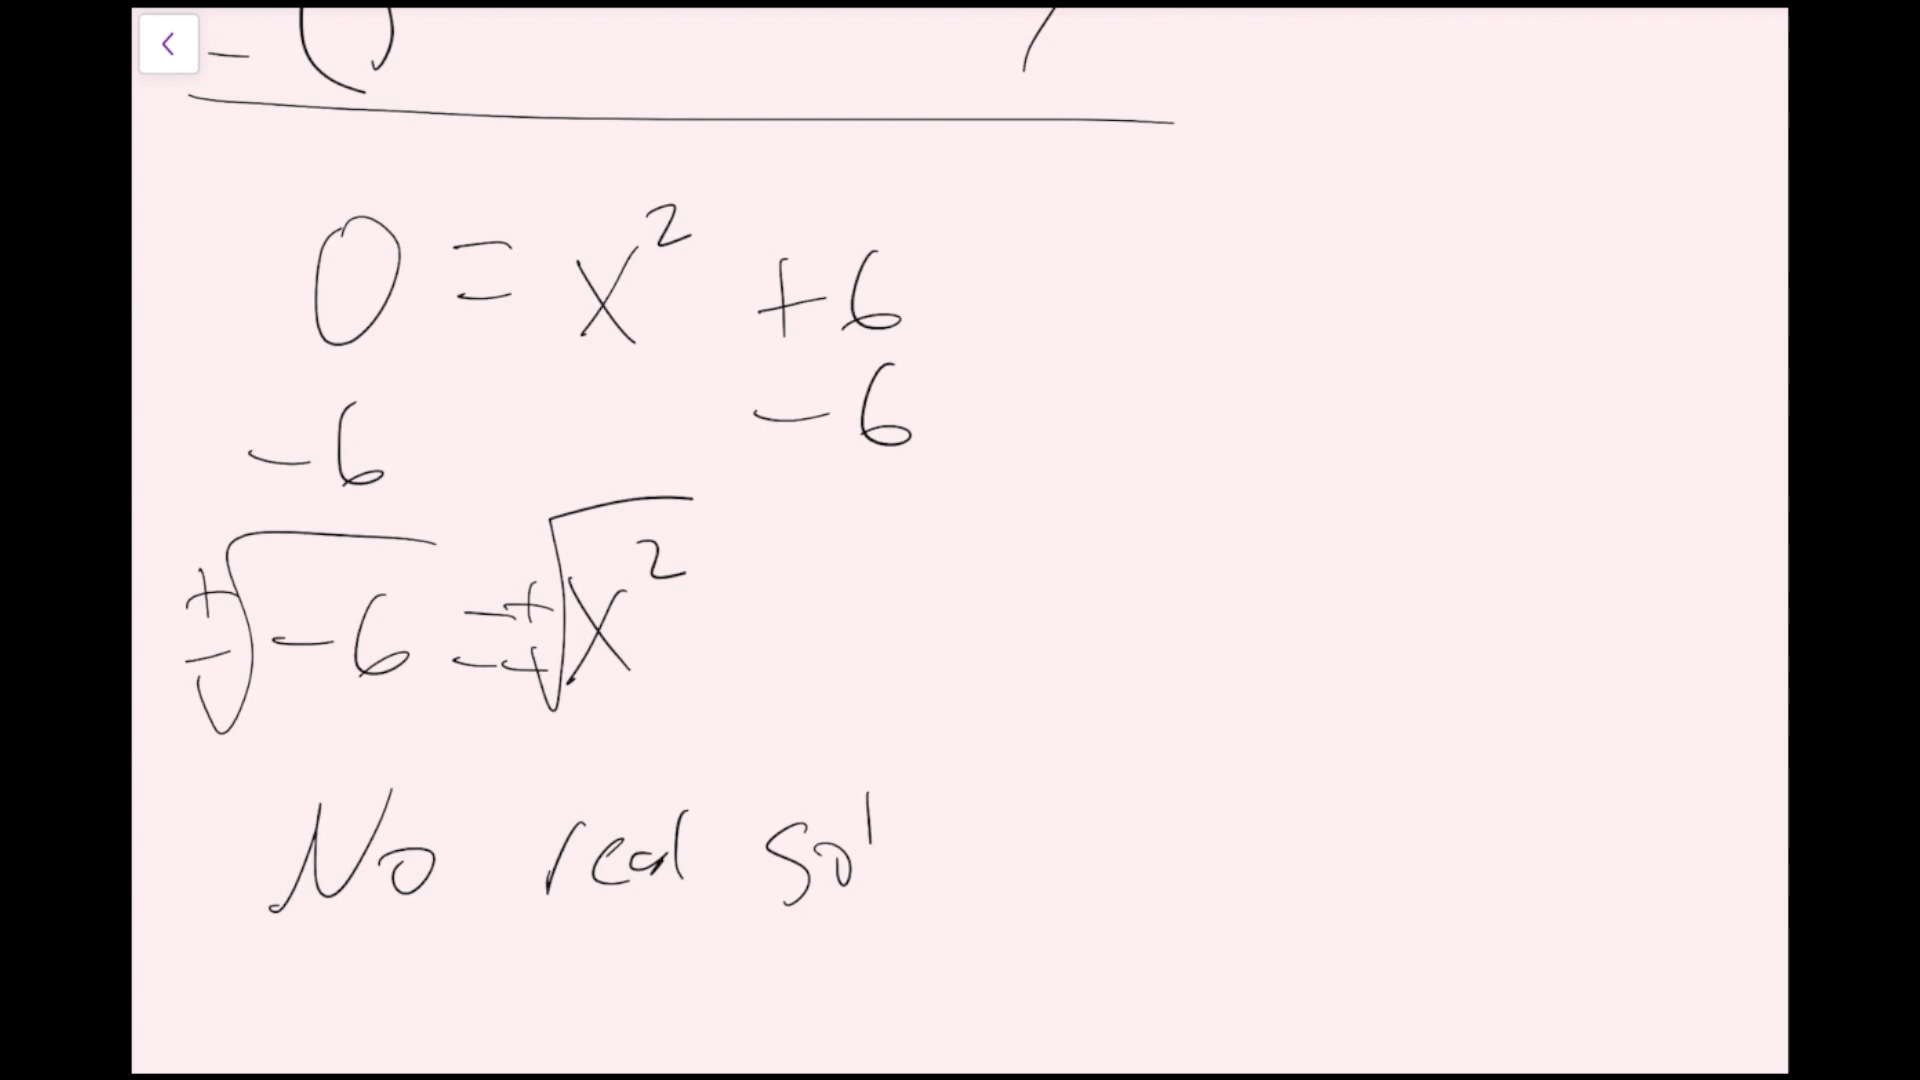 0 = x² + 6
-6 -6
±√-6 = ±√x²
No real sol